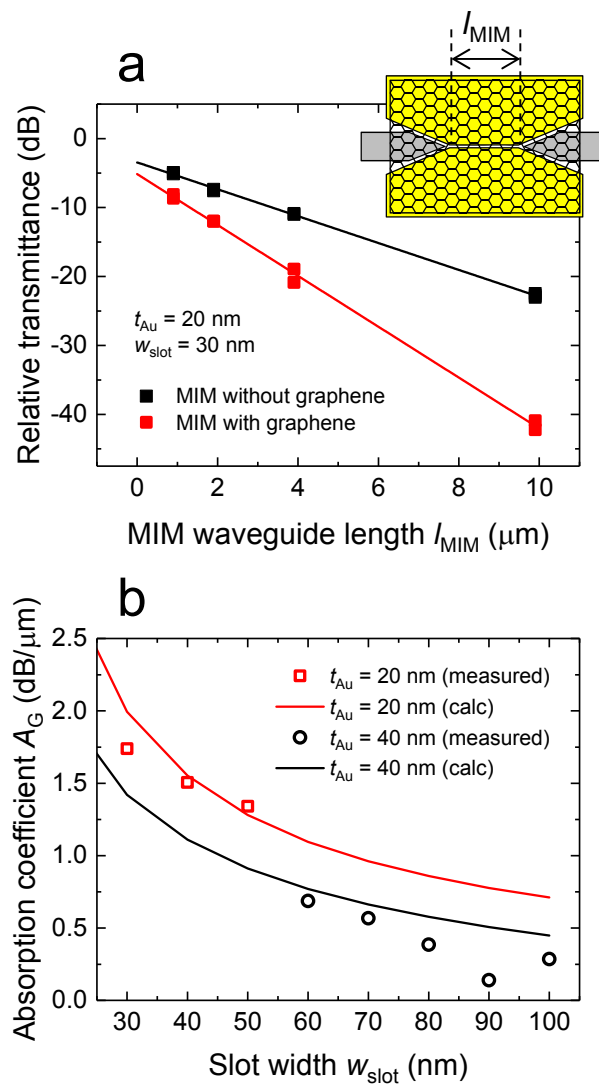 l_MIM
a
Relative transmittance (dB)
0
-10
-20
-30
-40
t_Au = 20 nm
w_slot = 30 nm
MIM without graphene
MIM with graphene
0 2 4 6 8 10
MIM waveguide length l_MIM (μm)
b
Absorption coefficient A_G (dB/μm)
2.5
2.0
1.5
1.0
0.5
0.0
t_Au = 20 nm (measured)
t_Au = 20 nm (calc)
t_Au = 40 nm (measured)
t_Au = 40 nm (calc)
30 40 50 60 70 80 90 100
Slot width w_slot (nm)